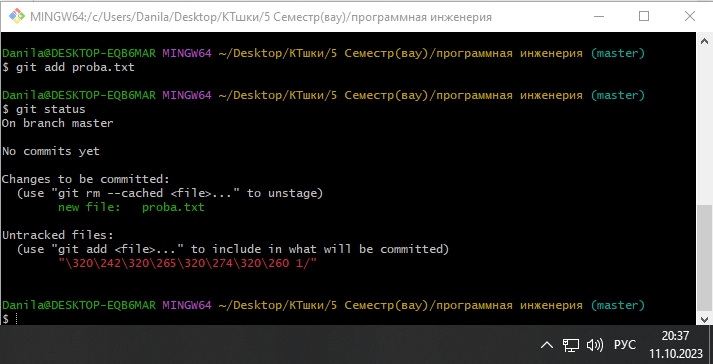 MINGW64:/c/Users/Danila/Desktop/КТшки/5 Семестр(вау)/программная инженерия
Danila@DESKTOP-EQB6MAR MINGW64 ~/Desktop/КТшки/5 Семестр(вау)/программная инженерия (master)
$ git add proba.txt
Danila@DESKTOP-EQB6MAR MINGW64 ~/Desktop/КТшки/5 Семестр(вау)/программная инженерия (master)
$ git status
On branch master
No commits yet
Changes to be committed:
(use "git rm --cached <file>..." to unstage)
new file:   proba.txt
Untracked files:
(use "git add <file>..." to include in what will be committed)
"\320\242\320\265\320\274\320\260 1/"
Danila@DESKTOP-EQB6MAR MINGW64 ~/Desktop/КТшки/5 Семестр(вау)/программная инженерия (master)
$
РУС
20:37
11.10.2023